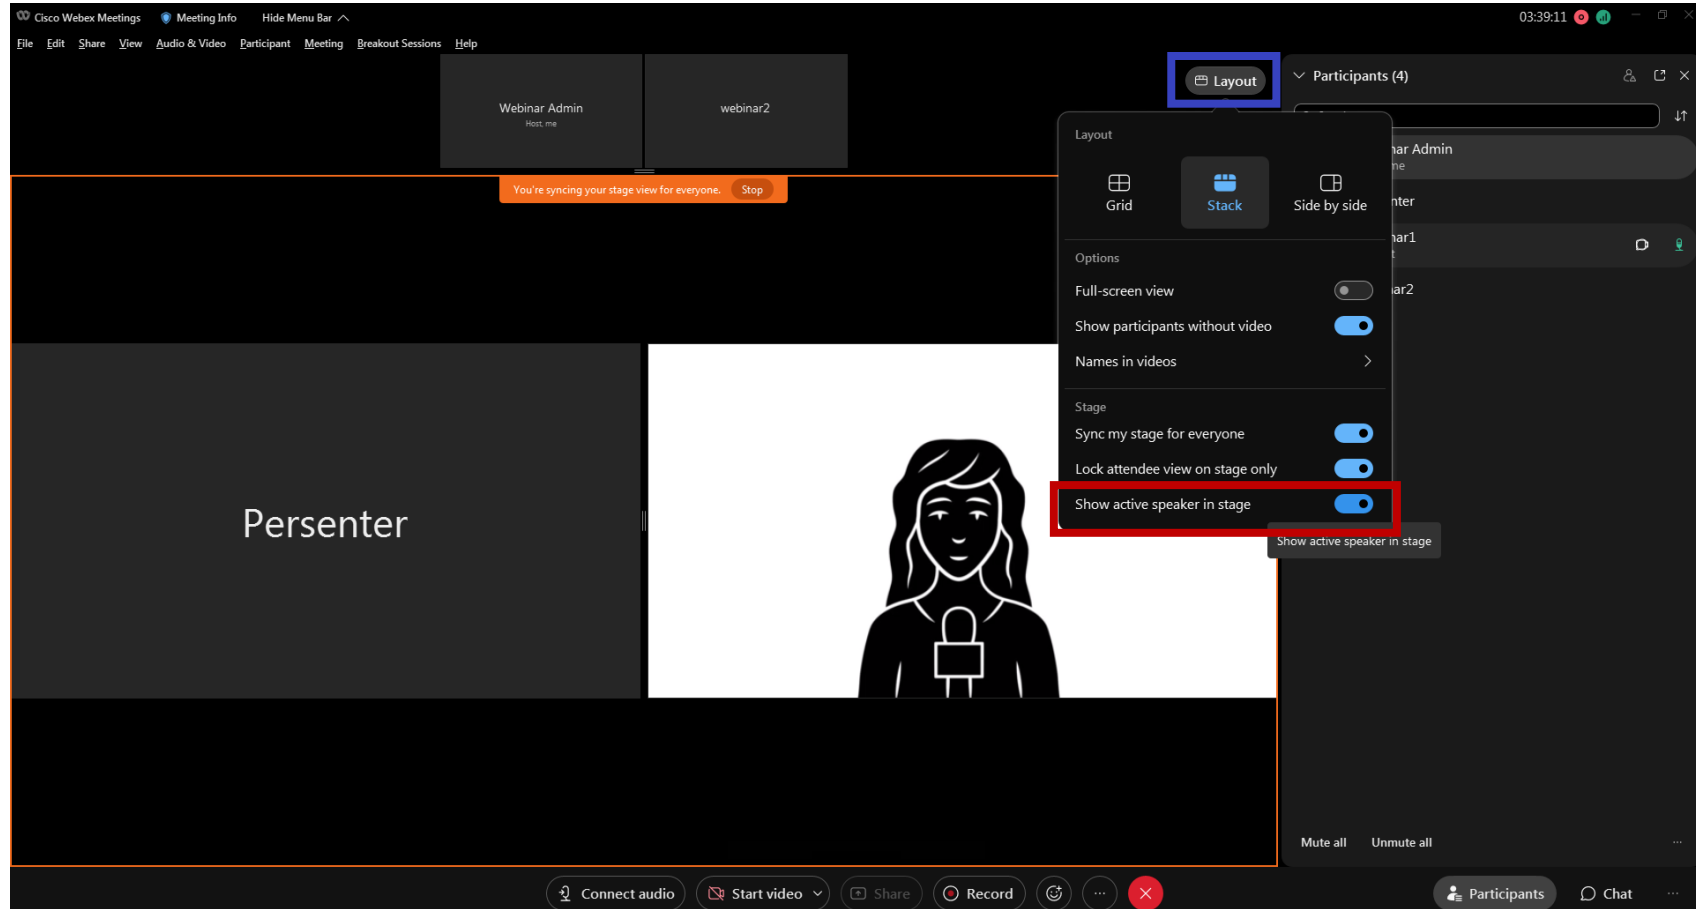 Cisco Webex Meetings
Meeting Info
Hide Menu Bar
03:39:11
File Edit Share View Audio & Video Participant Meeting Breakout Sessions Help
Webinar Admin
Host, me
webinar2
Layout
Participants (4)
Layout
Grid
Stack
Side by side
Options
Full-screen view
Show participants without video
Names in videos
Stage
Sync my stage for everyone
Lock attendee view on stage only
Show active speaker in stage
Show active speaker in stage
nar Admin
me
nter
nar1
t
ar2
You're syncing your stage view for everyone. Stop
Persenter
Mute all Unmute all
Connect audio
Start video
Share
Record
Participants
Chat